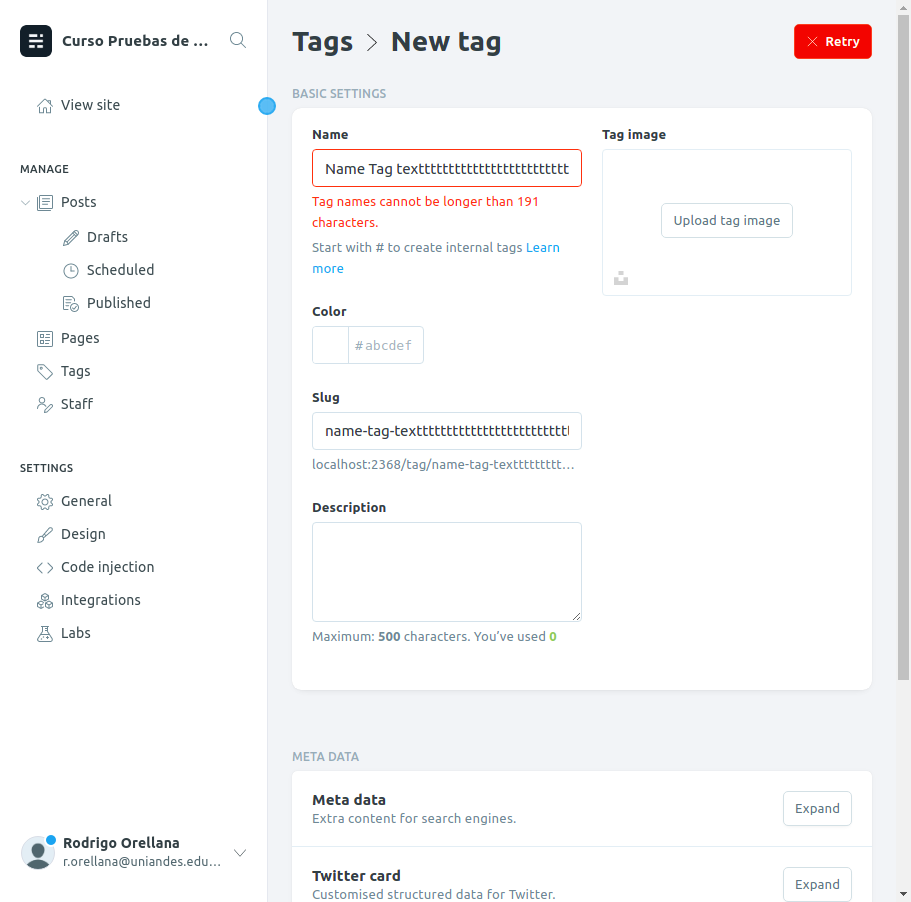 Curso Pruebas de ...
View site
MANAGE
Posts
Drafts
Scheduled
Published
Pages
Tags
Staff
SETTINGS
General
Design
Code injection
Integrations
Labs
Rodrigo Orellana
r.orellana@uniandes.edu...
Tags > New tag
Retry
BASIC SETTINGS
Name
Name Tag textttttttttttttttttttttttttt
Tag names cannot be longer than 191
characters.
Start with # to create internal tags Learn
more
Color
#abcdef
Slug
name-tag-textttttttttttttttttttttttttt
localhost:2368/tag/name-tag-texttttttttt...
Description
Maximum: 500 characters. You’ve used 0
Tag image
Upload tag image
META DATA
Meta data
Extra content for search engines.
Expand
Twitter card
Customised structured data for Twitter.
Expand